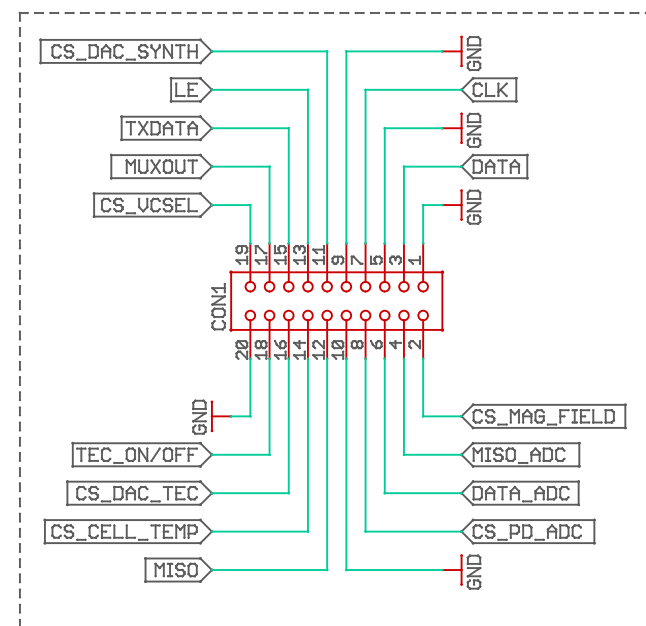 CS_DAC_SYNTH
GND
LE
CLK
TXDATA
GND
MUXOUT
DATA
CS_VCSEL
GND
19 17 15 13 11 9 7 5 3 1
CON1
20 18 16 14 12 10 8 6 4 2
GND
CS_MAG_FIELD
TEC_ON/OFF
MISO_ADC
CS_DAC_TEC
DATA_ADC
CS_CELL_TEMP
CS_PD_ADC
MISO
GND